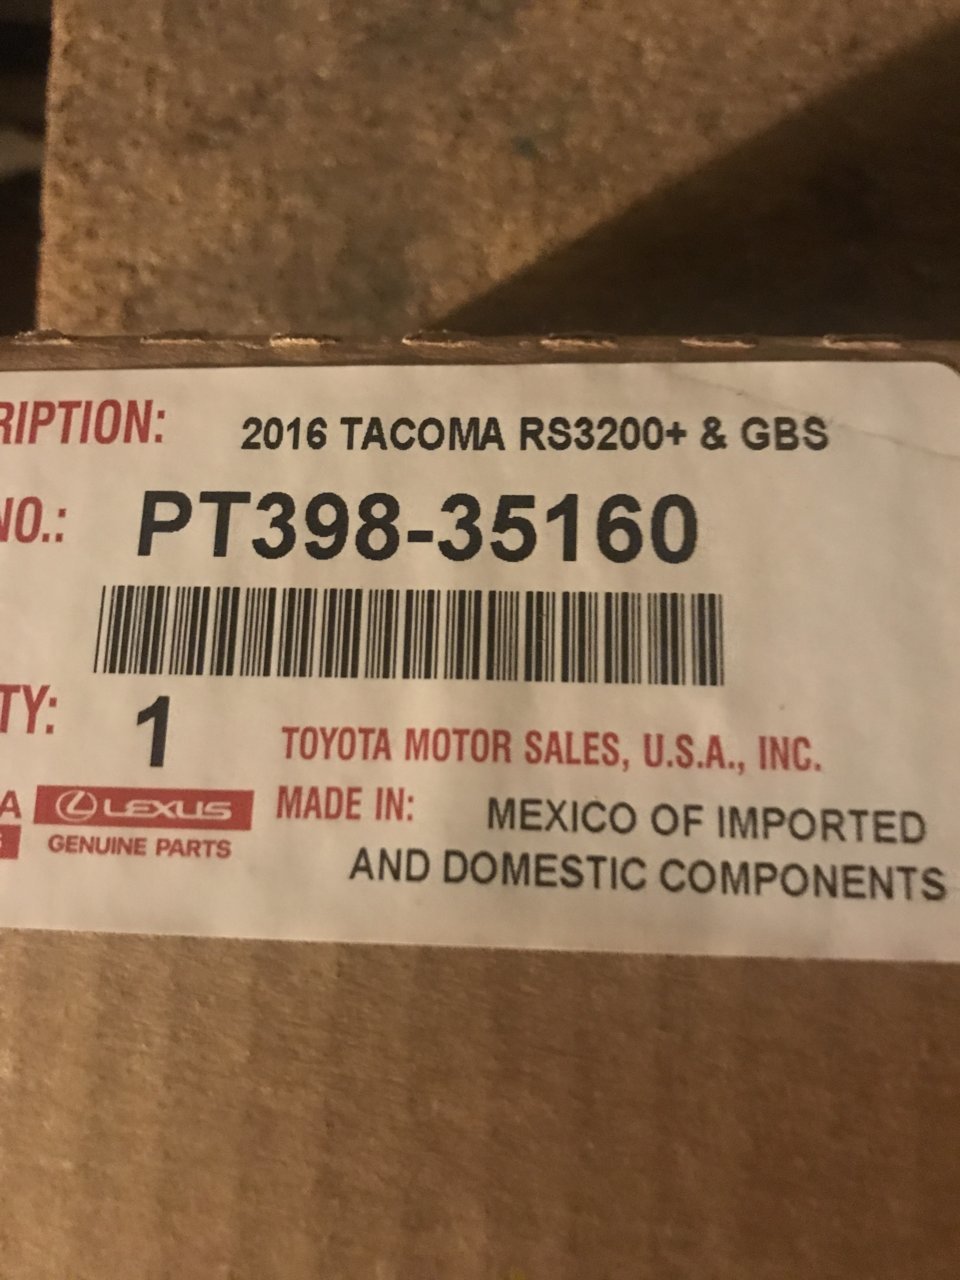 RIPTION: 2016 TACOMA RS3200+ & GBS
NO.: PT398-35160
TY: 1
TOYOTA MOTOR SALES, U.S.A., INC.
A LEXUS MADE IN: MEXICO OF IMPORTED
S GENUINE PARTS AND DOMESTIC COMPONENTS